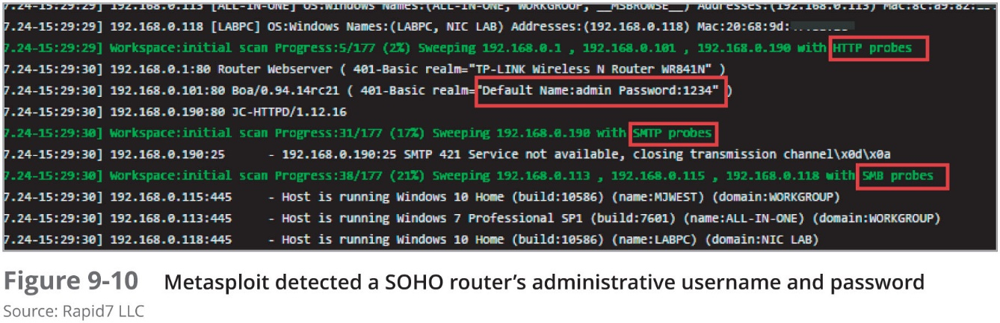 7.24-15:29:29] 192.168.0.113 [ALL-IN-ONE] OS:Windows Names:(ALL-IN-ONE, WORKGROUP, __MSBROWSE__) Addresses:(192.168.0.113) Mac:8c:a9:82:
7.24-15:29:29] 192.168.0.118 [LABPC] OS:Windows Names:(LABPC, NIC LAB) Addresses:(192.168.0.118) Mac:20:68:9d:
7.24-15:29:29] Workspace:initial scan Progress:5/177 (2%) Sweeping 192.168.0.1 , 192.168.0.101 , 192.168.0.190 with HTTP probes
7.24-15:29:30] 192.168.0.1:80 Router Webserver ( 401-Basic realm="TP-LINK Wireless N Router WR841N" )
7.24-15:29:30] 192.168.0.101:80 Boa/0.94.14rc21 ( 401-Basic realm="Default Name:admin Password:1234" )
7.24-15:29:30] 192.168.0.190:80 JC-HTTPD/1.12.16
7.24-15:29:30] Workspace:initial scan Progress:31/177 (17%) Sweeping 192.168.0.190 with SMTP probes
7.24-15:29:30] 192.168.0.190:25 - 192.168.0.190:25 SMTP 421 Service not available, closing transmission channel\x0d\x0a
7.24-15:29:30] Workspace:initial scan Progress:38/177 (21%) Sweeping 192.168.0.113 , 192.168.0.115 , 192.168.0.118 with SMB probes
7.24-15:29:30] 192.168.0.115:445 - Host is running Windows 10 Home (build:10586) (name:MJWEST) (domain:WORKGROUP)
7.24-15:29:30] 192.168.0.113:445 - Host is running Windows 7 Professional SP1 (build:7601) (name:ALL-IN-ONE) (domain:WORKGROUP)
7.24-15:29:30] 192.168.0.118:445 - Host is running Windows 10 Home (build:10586) (name:LABPC) (domain:NIC LAB)
Figure 9-10 Metasploit detected a SOHO router's administrative username and password
Source: Rapid7 LLC